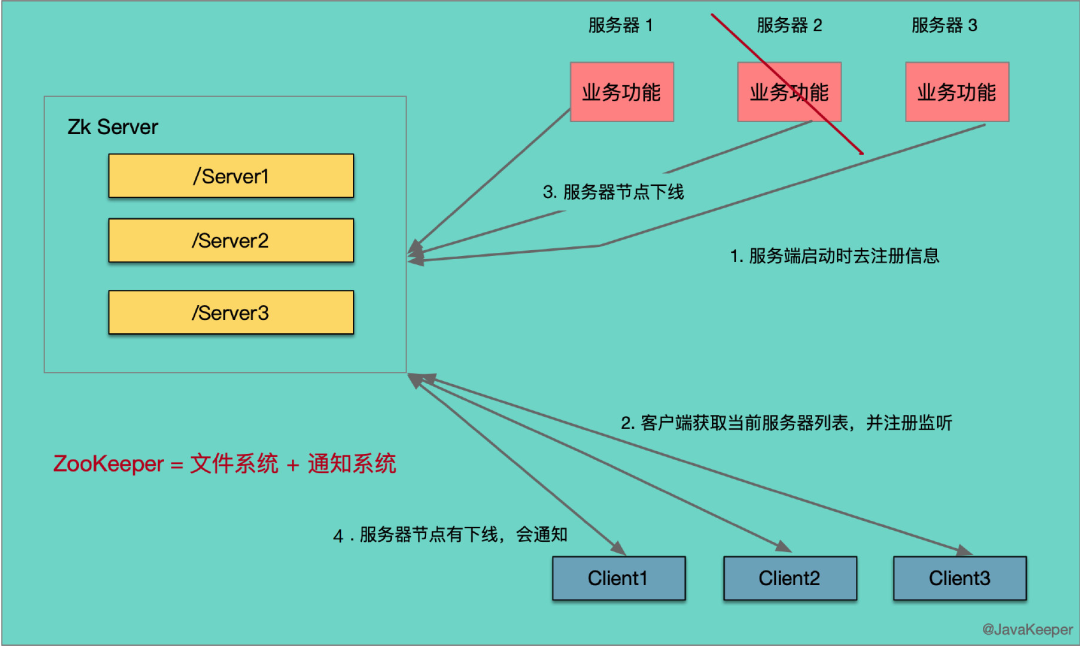 服务器 1
服务器 2
服务器 3
业务功能
业务功能
业务功能
Zk Server
/Server1
/Server2
/Server3
3. 服务器节点下线
1. 服务端启动时去注册信息
2. 客户端获取当前服务器列表，并注册监听
ZooKeeper = 文件系统 + 通知系统
4 . 服务器节点有下线，会通知
Client1
Client2
Client3
@JavaKeeper